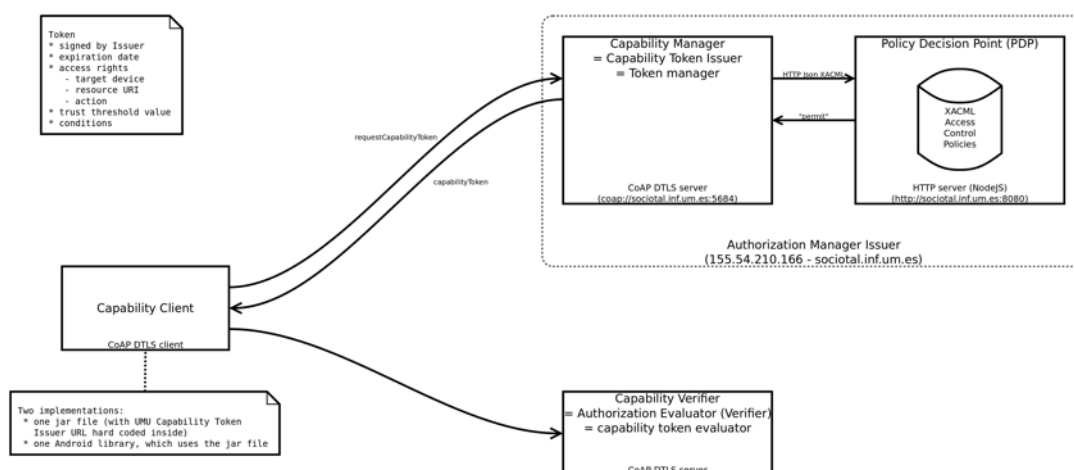 Token
* signed by Issuer
* expiration date
* access rights
- target device
- resource URI
- action
* trust threshold value
* conditions
Capability Manager
= Capability Token Issuer
= Token manager
CoAP DTLS server
(coap://sociotal.inf.um.es:5684)
HTTP Json XACML
"permit"
Policy Decision Point (PDP)
XACML
Access
Control
Policies
HTTP server (NodeJS)
(http://sociotal.inf.um.es:8080)
Authorization Manager Issuer
(155.54.210.166 - sociotal.inf.um.es)
requestCapabilityToken
capabilityToken
Capability Client
CoAP DTLS client
Two implementations:
* one jar file (with UMU Capability Token
Issuer URL hard coded inside)
* one Android library, which uses the jar file
Capability Verifier
= Authorization Evaluator (Verifier)
= capability token evaluator
CoAP DTLS server